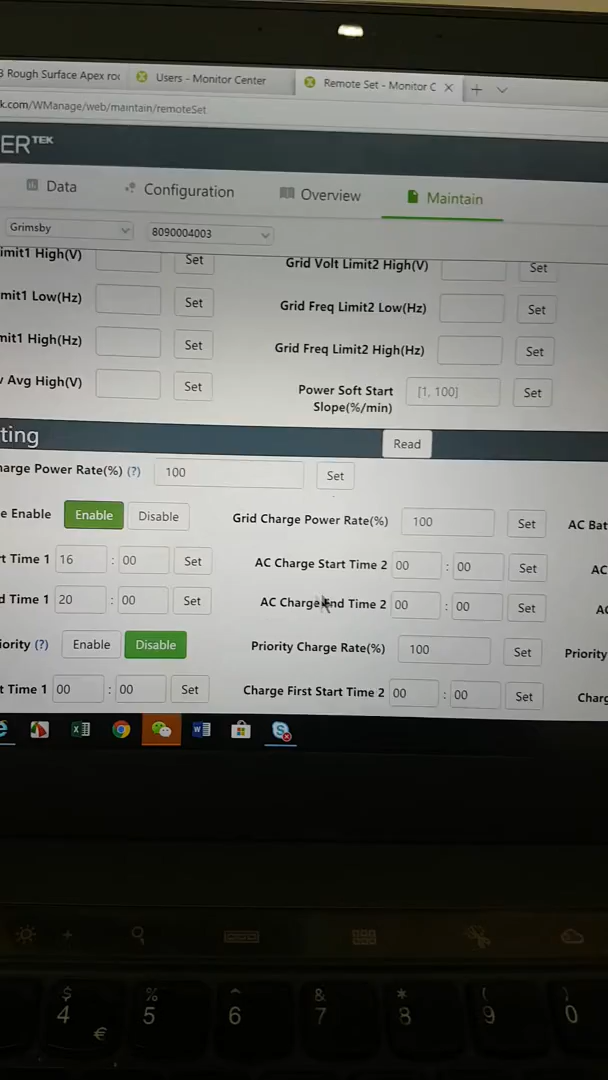 Rough Surface Apex
Users - Monitor Center
Remote Set - Monitor C
k.com/WManage/web/maintain/remoteSet
ERTEK
Data Configuration Overview Maintain
Grimsby 8090004003
imit1 High(V) Set Grid Volt Limit2 High(V) Set
mit1 Low(Hz) Set Grid Freq Limit2 Low(Hz) Set
mit1 High(Hz) Set Grid Freq Limit2 High(Hz) Set
Avg High(V) Set Power Soft Start Slope(%/min) [1, 100] Set
ting Read
arge Power Rate(%) (?) 100 Set
e Enable Enable Disable Grid Charge Power Rate(%) 100 Set AC Bat
t Time 1 16 : 00 Set AC Charge Start Time 2 00 : 00 Set AC
d Time 1 20 : 00 Set AC Charge End Time 2 00 : 00 Set
iority (?) Enable Disable Priority Charge Rate(%) 100 Set Priority
t Time 1 00 : 00 Set Charge First Start Time 2 00 : 00 Set Charg
$ % ^ & * ( )
4 € 5 6 7 8 9 0